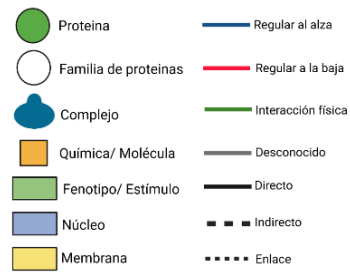 Proteina
Familia de proteinas
Complejo
Química/ Molécula
Fenotipo/ Estímulo
Núcleo
Membrana
Regular al alza
Regular a la baja
Interacción física
Desconocido
Directo
Indirecto
Enlace